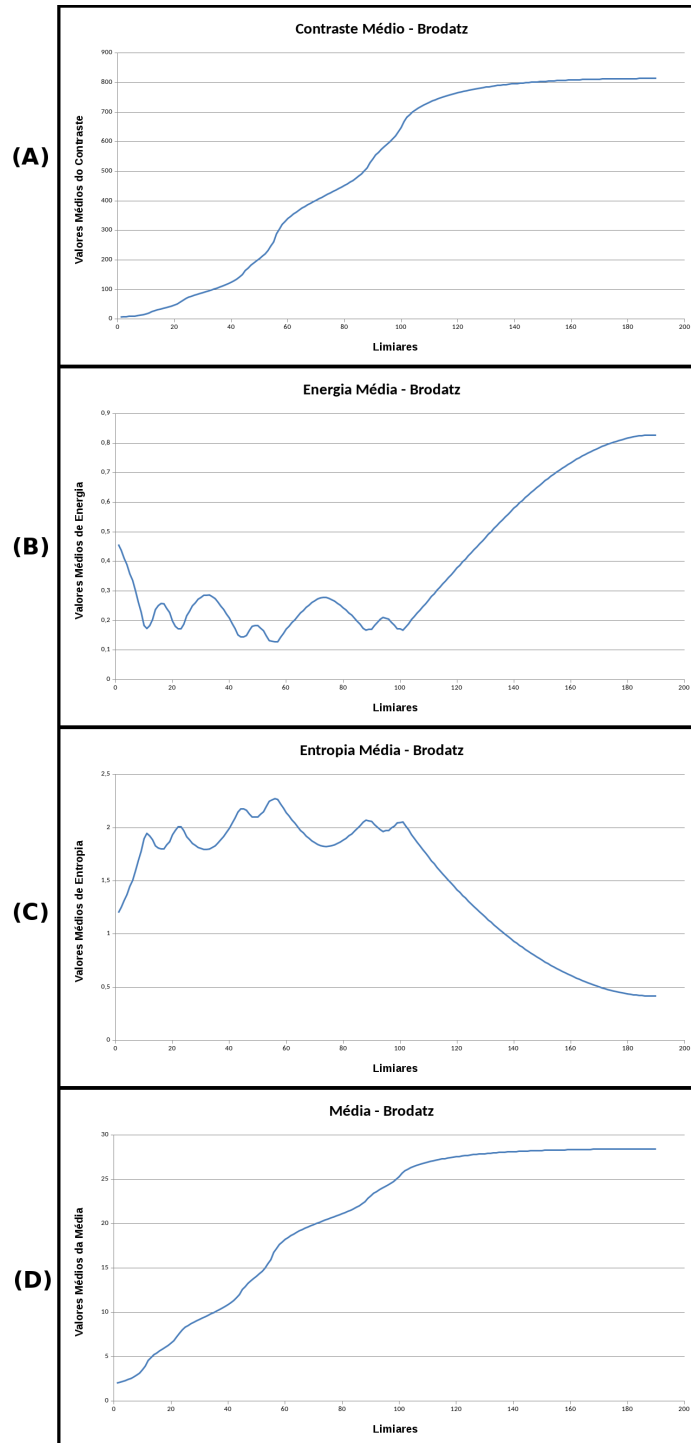 Contraste Médio - Brodatz
(A)
Valores Médios do Contraste
900
800
700
600
500
400
300
200
100
0
0 20 40 60 80 100 120 140 160 180 200
Limiares
Energia Média - Brodatz
(B)
Valores Médios de Energia
0,9
0,8
0,7
0,6
0,5
0,4
0,3
0,2
0,1
0
0 20 40 60 80 100 120 140 160 180 200
Limiares
Entropia Média - Brodatz
(C)
Valores Médios de Entropia
2,5
2
1,5
1
0,5
0
0 20 40 60 80 100 120 140 160 180 200
Limiares
Média - Brodatz
(D)
Valores Médios da Média
30
25
20
15
10
5
0
0 20 40 60 80 100 120 140 160 180 200
Limiares